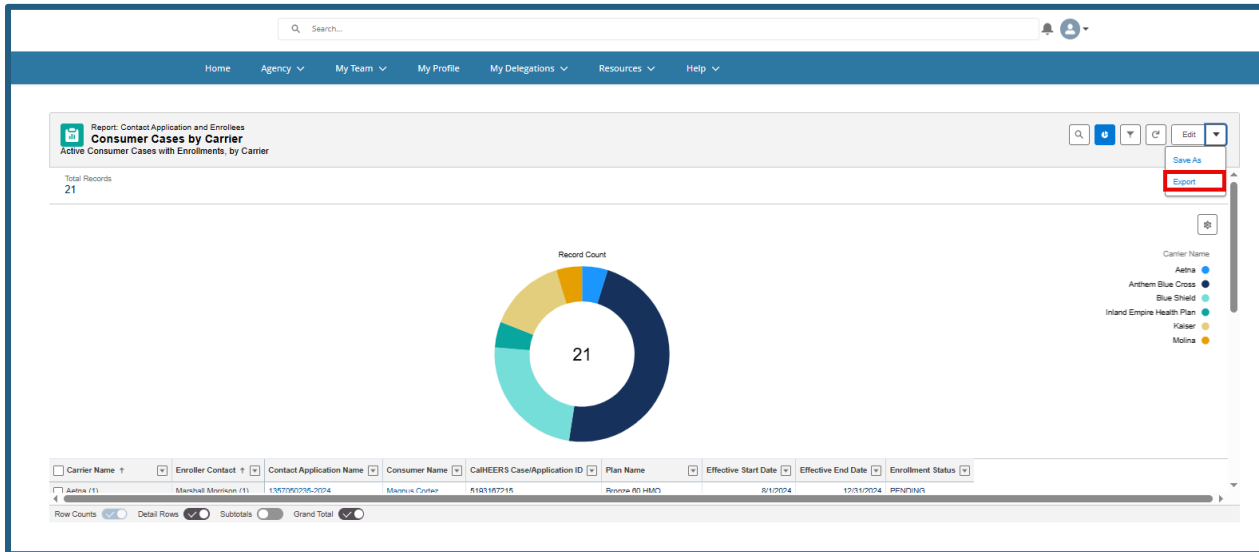 Search...
Home Agency My Team My Profile My Delegations Resources Help
Report: Contact Application and Enrollees
Consumer Cases by Carrier
Active Consumer Cases with Enrollments, by Carrier
Edit
Save As
Export
Total Records
21
Record Count
21
Carrier Name
Aetna
Anthem Blue Cross
Blue Shield
Inland Empire Health Plan
Kaiser
Molina
Carrier Name ↑ Enroller Contact ↑ Contact Application Name Consumer Name CalHEERS Case/Application ID Plan Name Effective Start Date Effective End Date Enrollment Status
Aetna (1) Marshall Morrison (1) 1357050235-2024 Magnus Cortez 5193167215 Bronze 60 HMO 8/1/2024 12/31/2024 PENDING
Row Counts Detail Rows Subtotals Grand Total